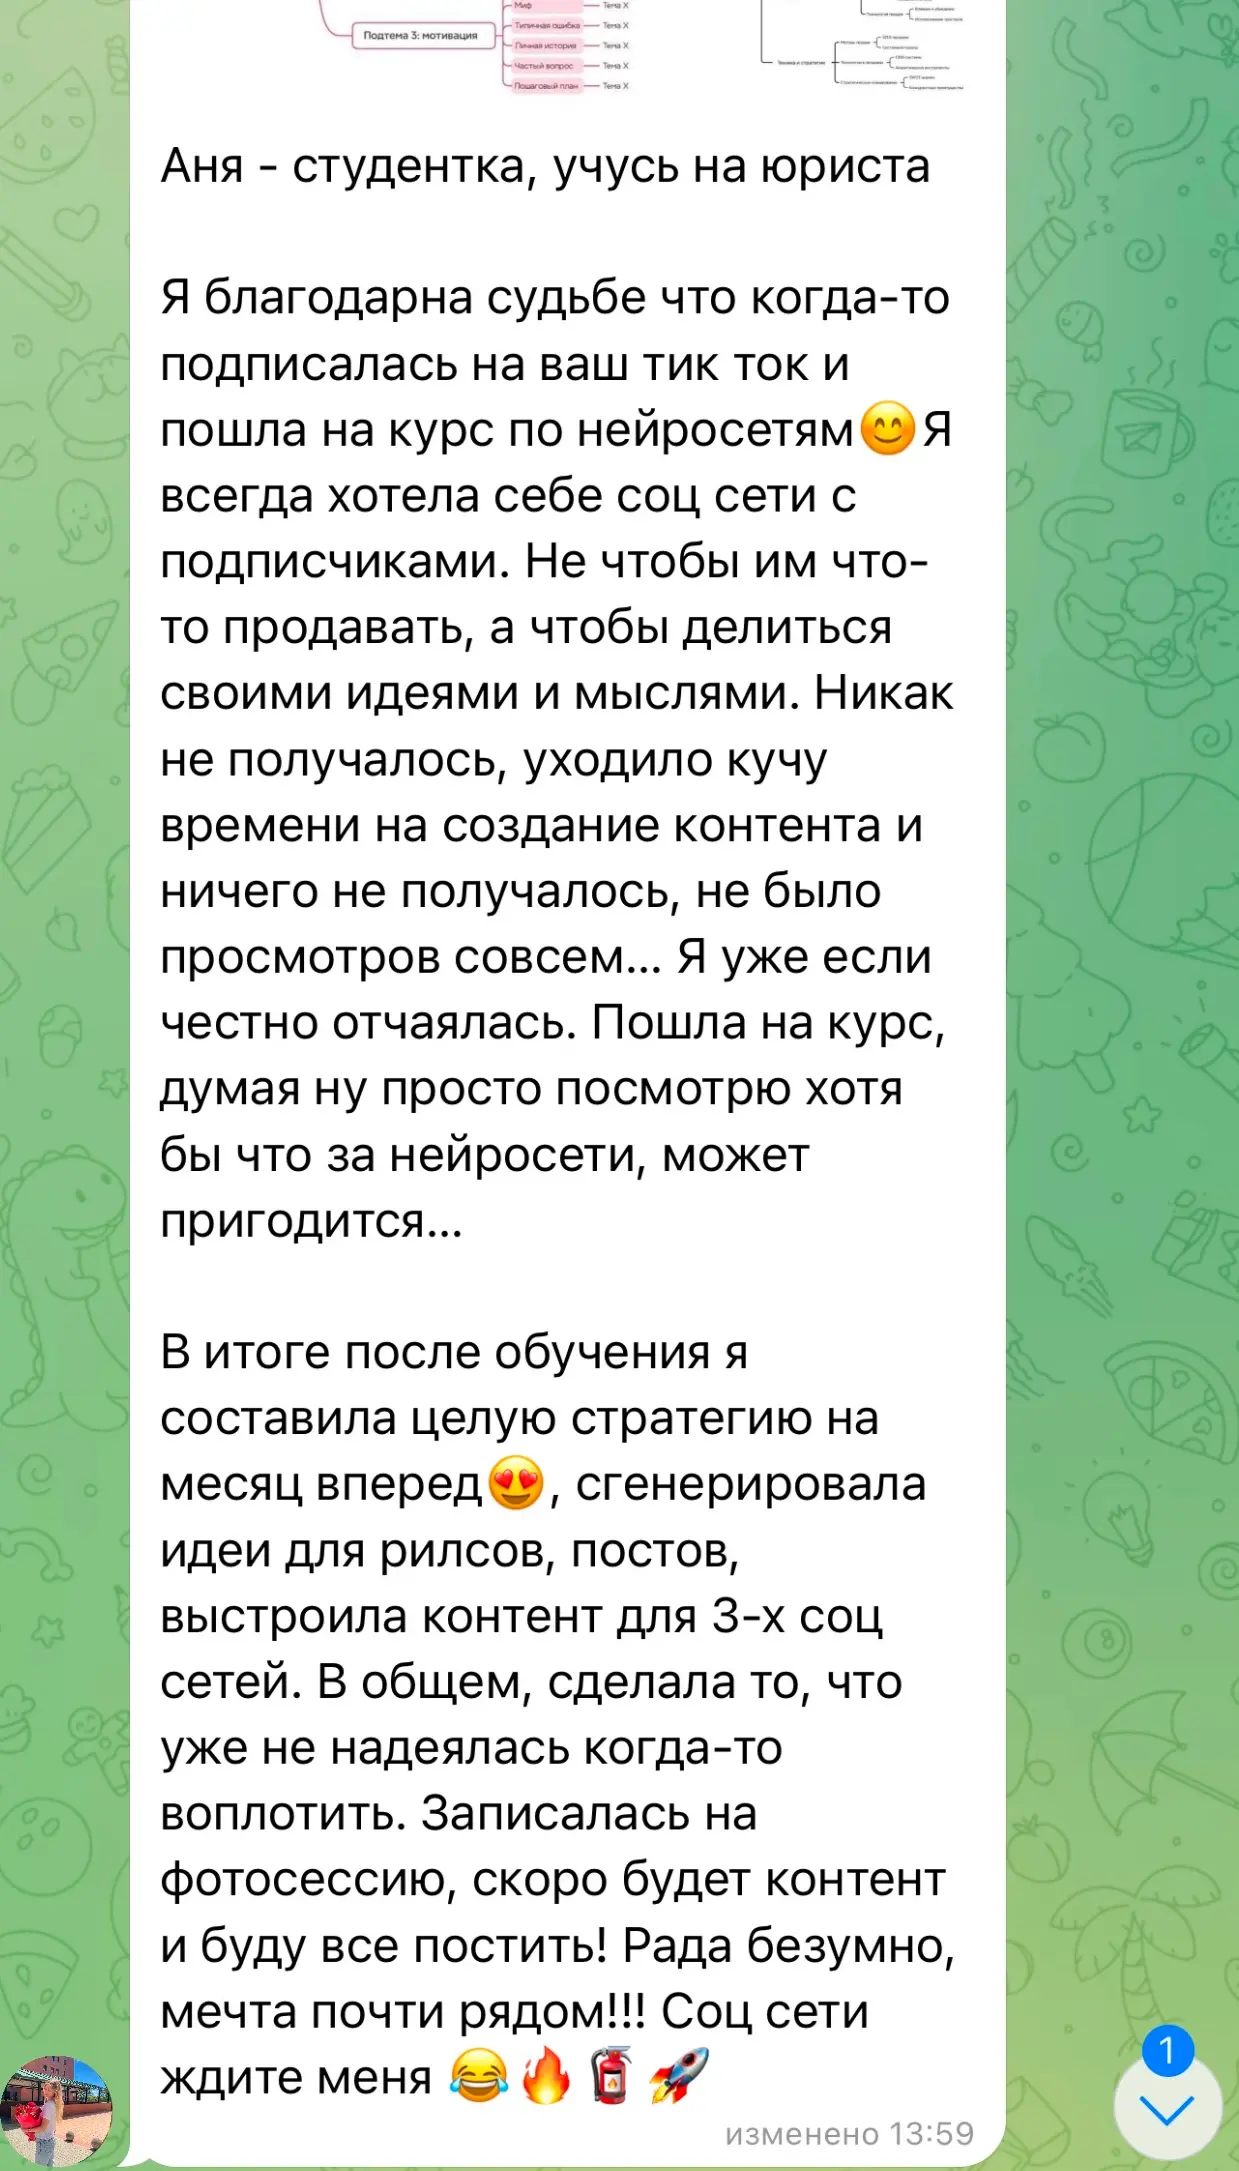 Миф
Тема X
Типичная ошибка
Тема X
Подтема 3: мотивация
Личная история
Тема X
Частый вопрос
Тема X
Пошаговый план
Тема X
Аня - студентка, учусь на юриста
Я благодарна судьбе что когда-то
подписалась на ваш тик ток и
пошла на курс по нейросетям😊Я
всегда хотела себе соц сети с
подписчиками. Не чтобы им что-
то продавать, а чтобы делиться
своими идеями и мыслями. Никак
не получалось, уходило кучу
времени на создание контента и
ничего не получалось, не было
просмотров совсем... Я уже если
честно отчаялась. Пошла на курс,
думая ну просто посмотрю хотя
бы что за нейросети, может
пригодится...
В итоге после обучения я
составила целую стратегию на
месяц вперед😍, сгенерировала
идеи для рилсов, постов,
выстроила контент для 3-х соц
сетей. В общем, сделала то, что
уже не надеялась когда-то
воплотить. Записалась на
фотосессию, скоро будет контент
и буду все постить! Рада безумно,
мечта почти рядом!!! Соц сети
ждите меня 😂🔥🧯🚀
изменено 13:59
1